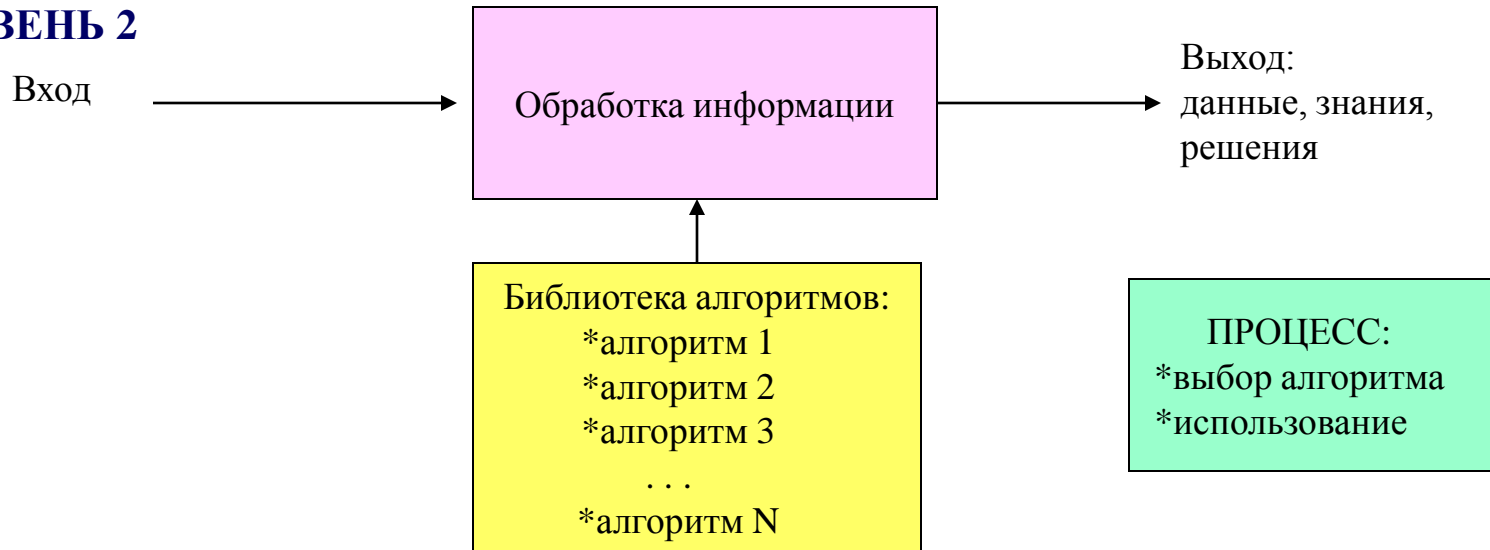 ВЕНЬ 2
Вход
Обработка информации
Выход:
данные, знания,
решения
Библиотека алгоритмов:
*алгоритм 1
*алгоритм 2
*алгоритм 3
. . .
*алгоритм N
ПРОЦЕСС:
*выбор алгоритма
*использование